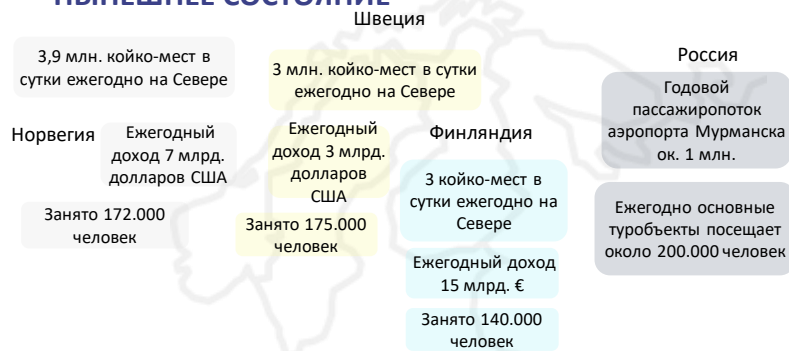 НЫНЕШНЕЕ СОСТОЯНИЕ
Швеция
3,9 млн. койко-мест в
сутки ежегодно на Севере
3 млн. койко-мест в сутки
ежегодно на Севере
Россия
Годовой
пассажиропоток
аэропорта Мурманска
ок. 1 млн.
Норвегия
Ежегодный
доход 7 млрд.
долларов США
Ежегодный
доход 3 млрд.
долларов
США
Финляндия
3 койко-мест в
сутки ежегодно на
Севере
Занято 172.000
человек
Занято 175.000
человек
Ежегодно основные
туробъекты посещает
около 200.000 человек
Ежегодный доход
15 млрд. €
Занято 140.000
человек